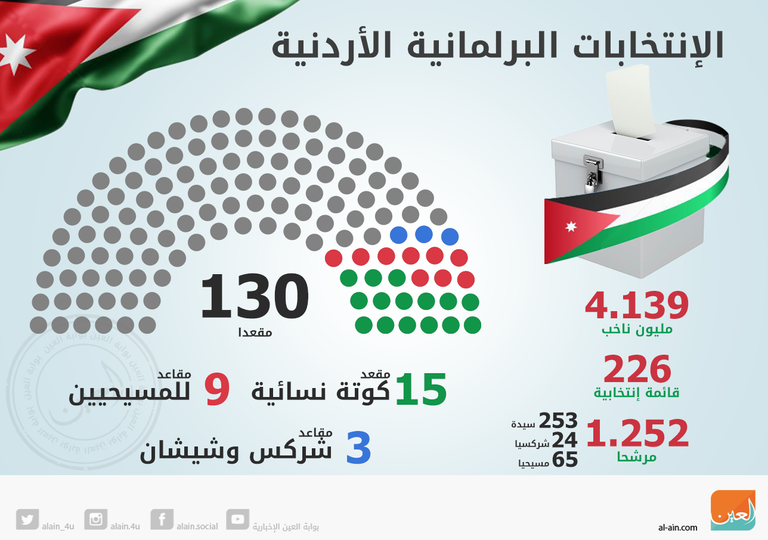 الإنتخابات البرلمانية الأردنية
130
مقعدا
4.139
مليون ناخب
226
قائمة إنتخابية
1.252
مرشحا
253 سيدة
24 شركسيا
65 مسيحيا
15 مقعد كوتة نسائية
9 مقاعد للمسيحيين
3 مقاعد شركس وشيشان
alain_4u
alain.4u
alain.social
بوابة العين الإخبارية
al-ain.com
العين